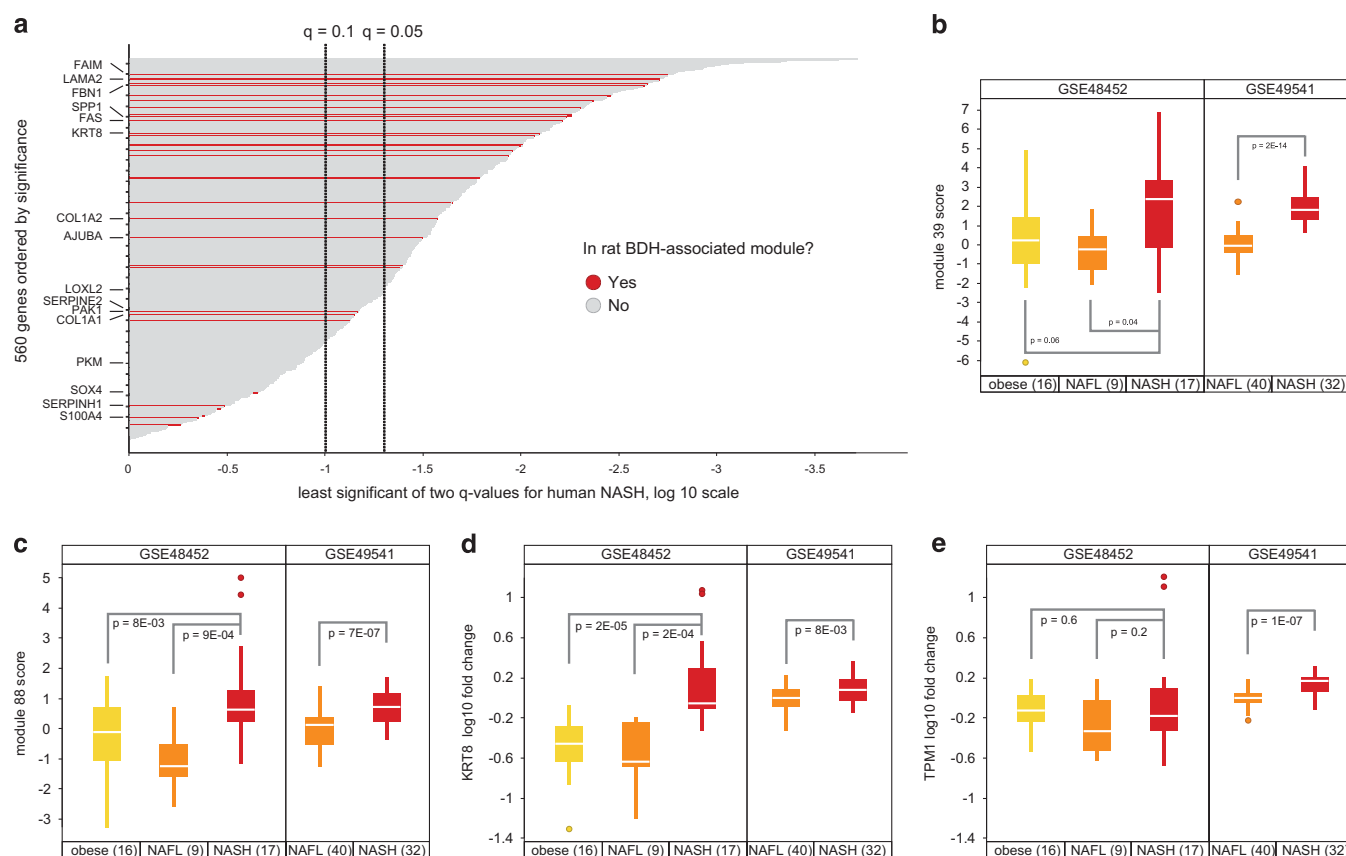 a
q = 0.1 q = 0.05
FAIM
LAMA2
FBN1
SPP1
FAS
KRT8
COL1A2
AJUBA
LOXL2
SERPINE2
PAK1
COL1A1
PKM
SOX4
SERPINH1
S100A4
560 genes ordered by significance
In rat BDH-associated module?
Yes
No
0 -0.5 -1 -1.5 -2 -2.5 -3 -3.5
least significant of two q-values for human NASH, log 10 scale
b
GSE48452 GSE49541
7
6
5
4
3
2
1
0
-1
-2
-3
-4
-5
-6
module 39 score
p = 2E-14
p = 0.04
p = 0.06
obese (16) NAFL (9) NASH (17) NAFL (40) NASH (32)
c
GSE48452 GSE49541
5
4
3
2
1
0
-1
-2
-3
module 88 score
p = 8E-03
p = 9E-04
p = 7E-07
obese (16) NAFL (9) NASH (17) NAFL (40) NASH (32)
d
GSE48452 GSE49541
1
0.6
0.2
-0.2
-0.6
-1
-1.4
KRT8 log10 fold change
p = 2E-05
p = 2E-04
p = 8E-03
obese (16) NAFL (9) NASH (17) NAFL (40) NASH (32)
e
GSE48452 GSE49541
1
0.6
0.2
-0.2
-0.6
-1
-1.4
TPM1 log10 fold change
p = 0.6
p = 0.2
p = 1E-07
obese (16) NAFL (9) NASH (17) NAFL (40) NASH (32)